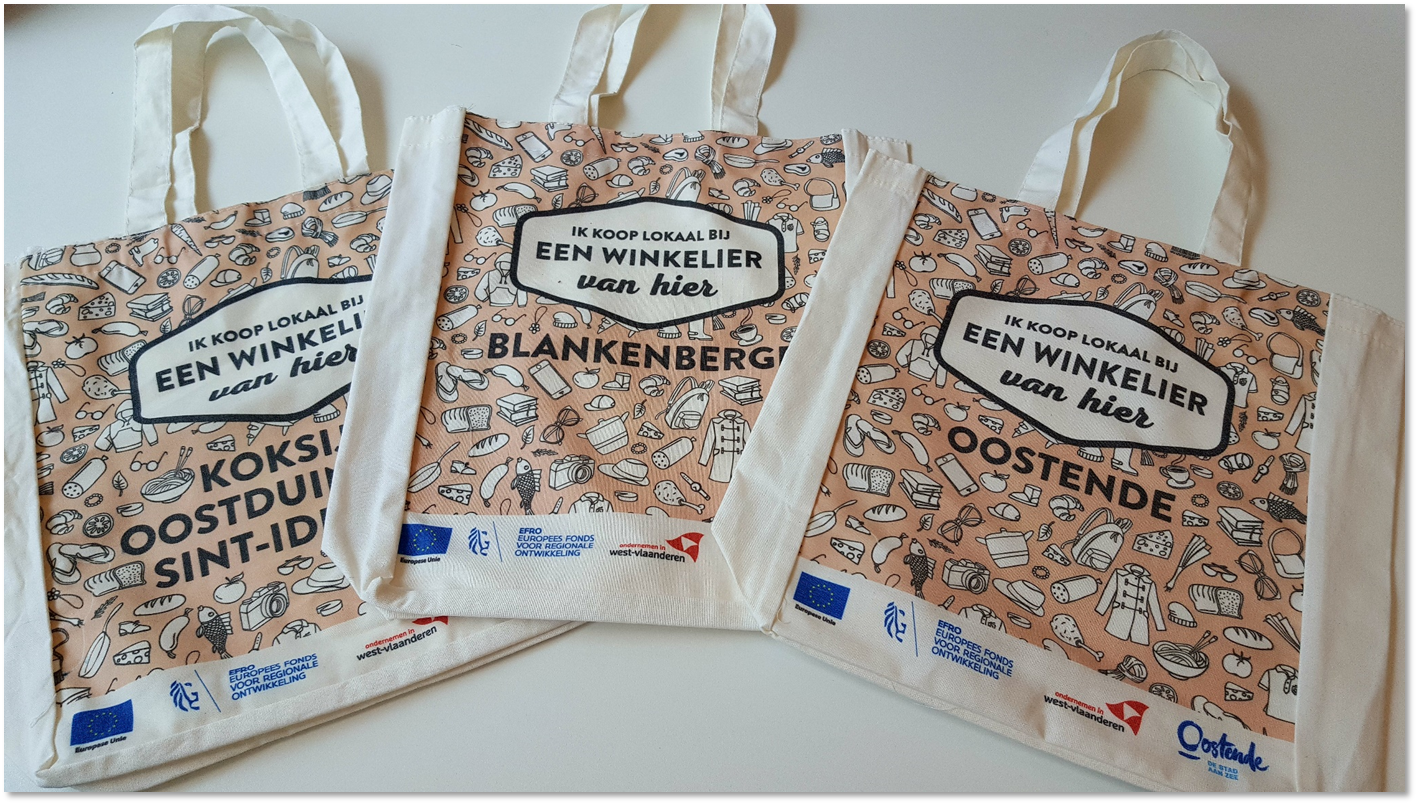 IK KOOP LOKAAL BIJ
EEN WINKELI
van hier
KOKSIJ
OOSTDUIN
SINT-IDE
Europese Unie
EFRO
EUROPEES FONDS
VOOR REGIONALE
ONTWIKKELING
ondernemen in
west-vlaanderen
IK KOOP LOKAAL BIJ
EEN WINKELIER
van hier
BLANKENBERGE
Europese Unie
EFRO
EUROPEES FONDS
VOOR REGIONALE
ONTWIKKELING
ondernemen in
west-vlaanderen
IK KOOP LOKAAL BIJ
EEN WINKELIER
van hier
OOSTENDE
Europese Unie
EFRO
EUROPEES FONDS
VOOR REGIONALE
ONTWIKKELING
ondernemen in
west-vlaanderen
Oostende
DE STAD
AAN ZEE